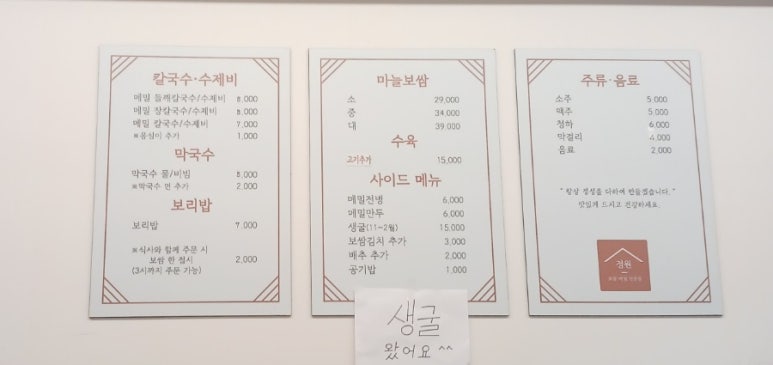 칼국수·수제비
메밀 들깨칼국수/수제비 8,000
메밀 장칼국수/수제비 8,000
메밀 칼국수/수제비 7,000
※옹심이 추가 1,000
막국수
막국수 물/비빔 8,000
※막국수 면 추가 2,000
보리밥
보리밥 7,000
※식사와 함께 주문 시
보쌈 한 접시 2,000
(3시까지 주문 가능)
마늘보쌈
소 29,000
중 34,000
대 39,000
수육
고기추가 15,000
사이드 메뉴
메밀전병 6,000
메밀만두 6,000
생굴(11~2월) 15,000
보쌈김치 추가 3,000
배추 추가 2,000
공기밥 1,000
생굴
왔어요^^
주류·음료
소주 5,000
맥주 5,000
청하 6,000
막걸리 4,000
음료 2,000
" 항상 정성을 다하여 만들겠습니다. "
맛있게 드시고 건강하세요.
정원